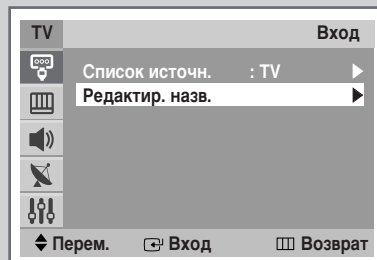 TV Вход
Список источн. : TV
Редактир. назв.
Перем. Вход Возврат